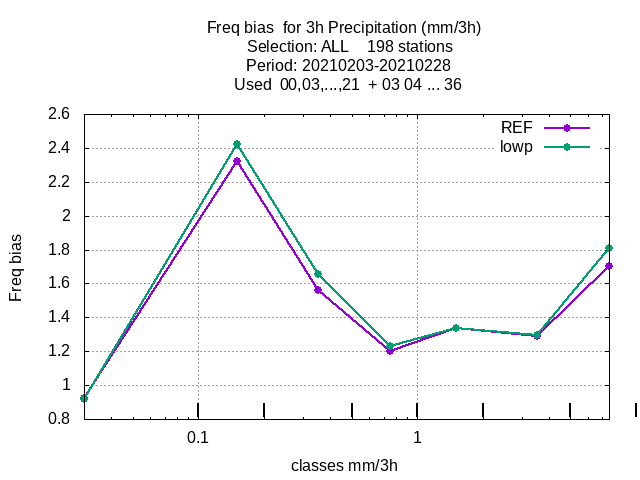 Freq bias  for 3h Precipitation (mm/3h)
Selection: ALL    198 stations
Period: 20210203-20210228
Used  00,03,...,21  + 03 04 ... 36
REF
lowp
2.6
2.4
2.2
2
1.8
1.6
1.4
1.2
1
0.8
Freq bias
0.1
1
classes mm/3h